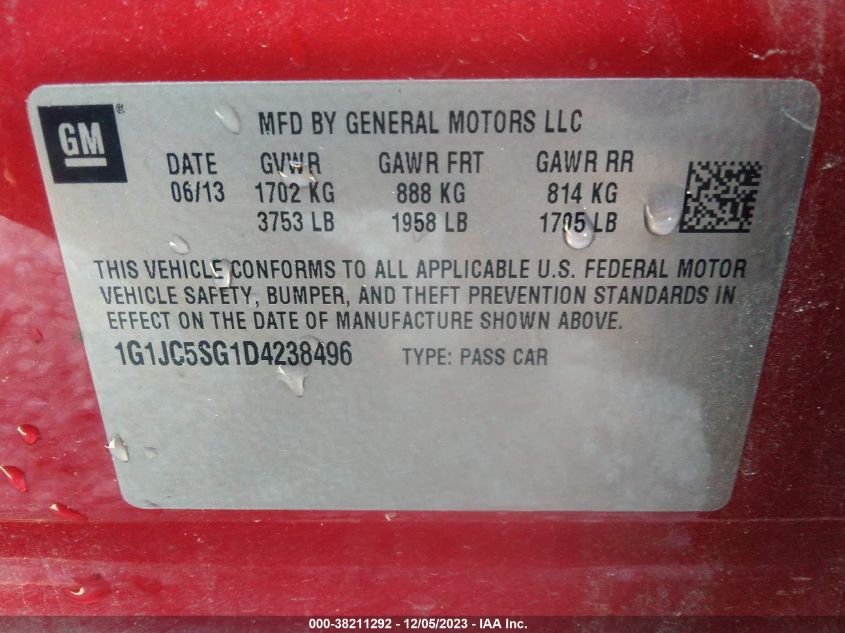 GM®
MFD BY GENERAL MOTORS LLC
DATE GVWR GAWR FRT GAWR RR
06/13 1702 KG 888 KG 814 KG
3753 LB 1958 LB 1795 LB
THIS VEHICLE CONFORMS TO ALL APPLICABLE U.S. FEDERAL MOTOR
VEHICLE SAFETY, BUMPER, AND THEFT PREVENTION STANDARDS IN
EFFECT ON THE DATE OF MANUFACTURE SHOWN ABOVE.
1G1JC5SG1D4238496 TYPE: PASS CAR
000-38211292 - 12/05/2023 - IAA Inc.